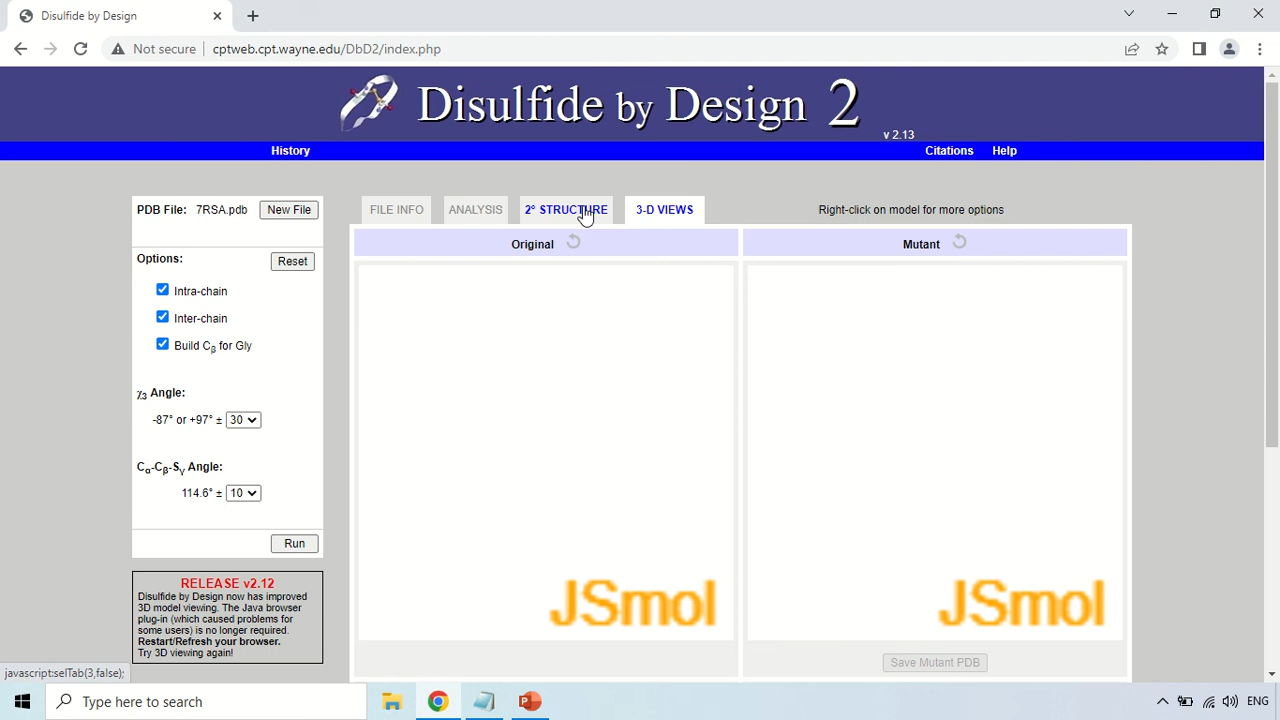 Disulfide by Design
Not secure cptweb.cpt.wayne.edu/DbD2/index.php
Disulfide by Design 2
v 2.13
History Citations Help
PDB File: 7RSA.pdb New File
FILE INFO ANALYSIS 2° STRUCTURE 3-D VIEWS Right-click on model for more options
Original Mutant
Options: Reset
Intra-chain
Inter-chain
Build Cβ for Gly
χ3 Angle:
-87° or +97° ± 30
Cα-Cβ-Sγ Angle:
114.6° ± 10
Run
RELEASE v2.12
Disulfide by Design now has improved
3D model viewing. The Java browser
plug-in (which caused problems for
some users) is no longer required.
Restart/Refresh your browser.
Try 3D viewing again!
JSmol JSmol
Save Mutant PDB
javascript:selTab(3,false);
Type here to search
ENG